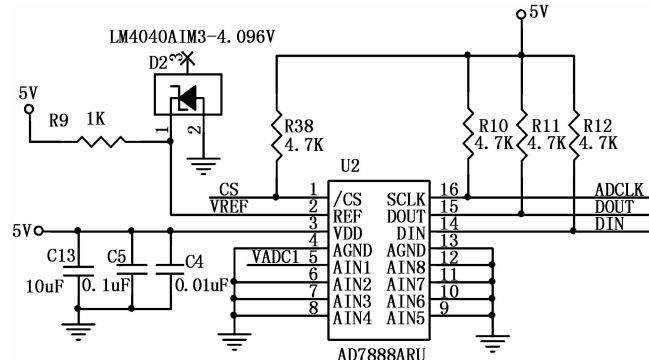 5V
LM4040AIM3-4.096V
D2 3
5V
R9 1K
1 2
R38
4.7K
R10 R11 R12
4.7K 4.7K 4.7K
U2
CS 1 /CS SCLK 16 ADCLK
VREF 2 REF DOUT 15 DOUT
5V 3 VDD DIN 14 DIN
4 AGND AGND 13
VADC1 5 AIN1 AIN8 12
6 AIN2 AIN7 11
7 AIN3 AIN6 10
8 AIN4 AIN5 9
C13 C5 C4
10uF 0.1uF 0.01uF
AD7888ARU